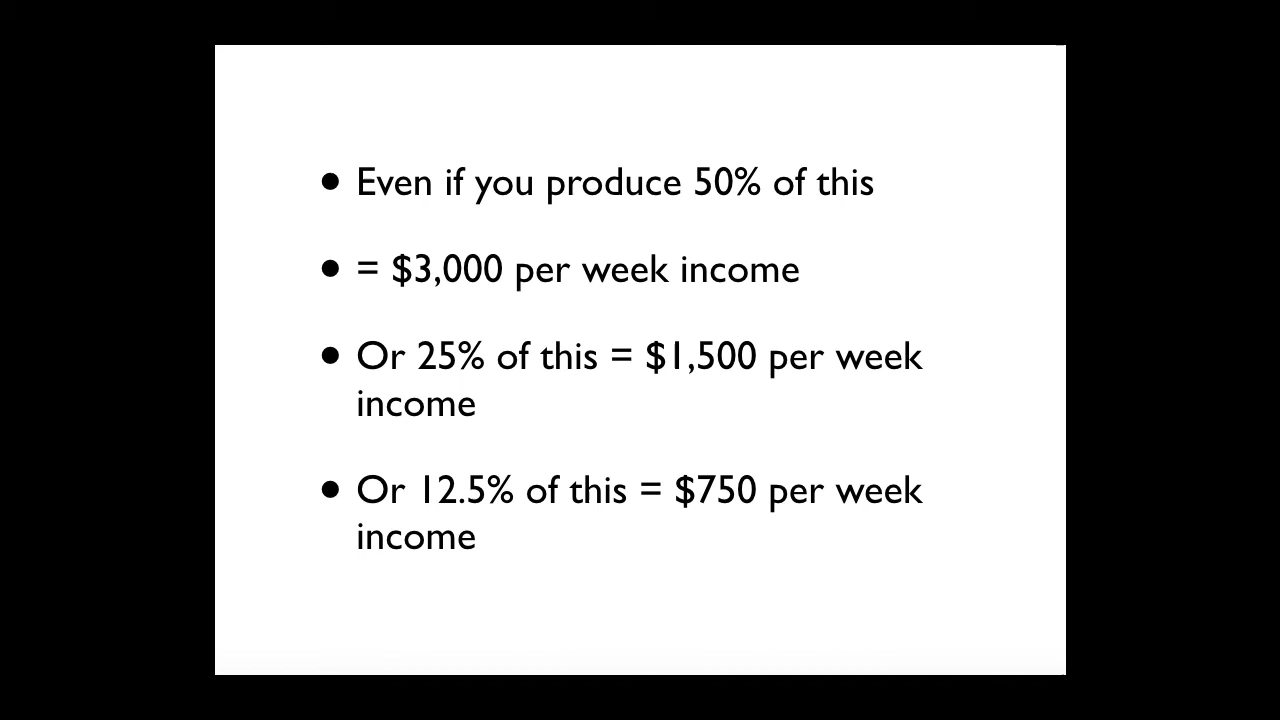 • Even if you produce 50% of this
• = $3,000 per week income
• Or 25% of this = $1,500 per week
income
• Or 12.5% of this = $750 per week
income